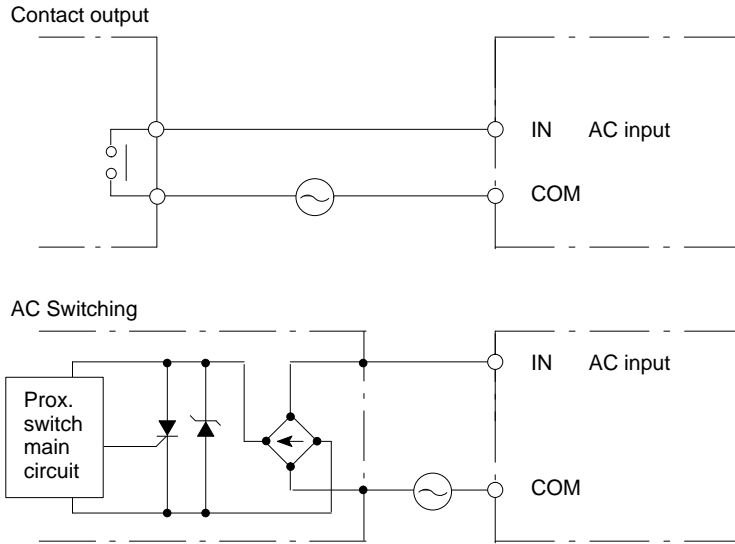 Contact output
IN AC input
COM
AC Switching
IN AC input
Prox.
switch
main
circuit
COM